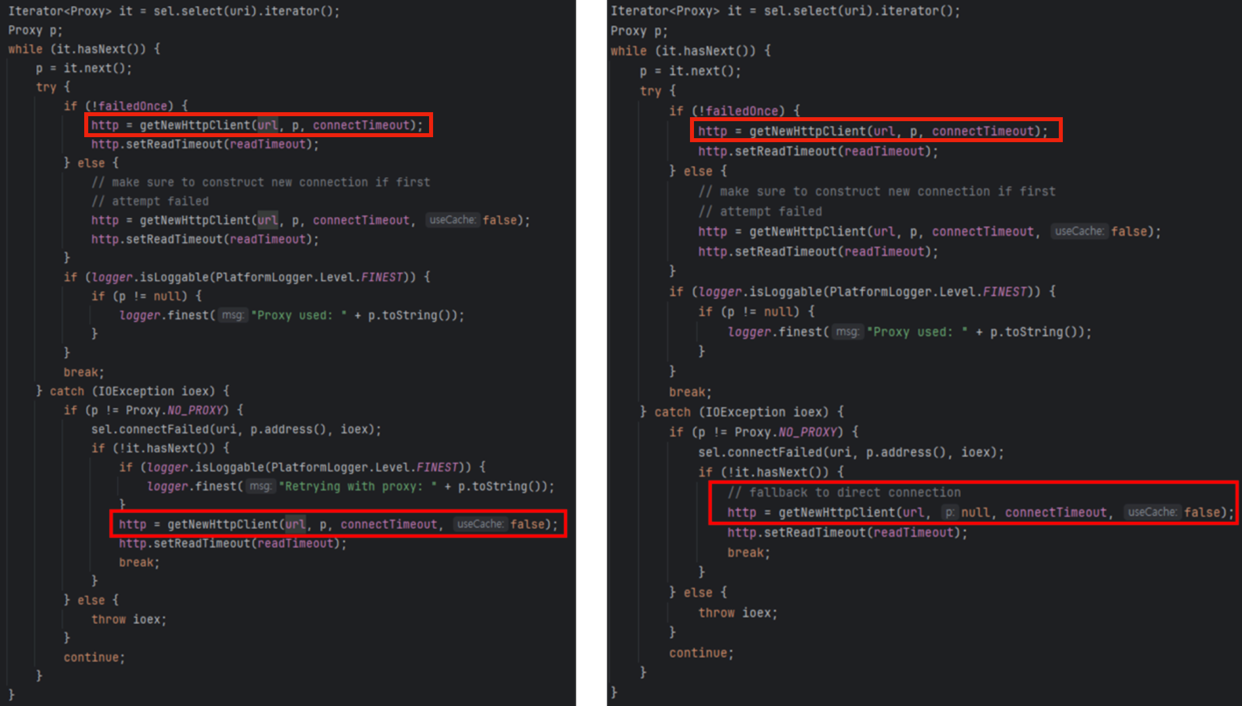 Iterator<Proxy> it = sel.select(uri).iterator();
Proxy p;
while (it.hasNext()) {
p = it.next();
try {
if (!failedOnce) {
http = getNewHttpClient(url, p, connectTimeout);
http.setReadTimeout(readTimeout);
} else {
// make sure to construct new connection if first
// attempt failed
http = getNewHttpClient(url, p, connectTimeout, useCache: false);
http.setReadTimeout(readTimeout);
}
if (logger.isLoggable(PlatformLogger.Level.FINEST)) {
if (p != null) {
logger.finest( msg: "Proxy used: " + p.toString());
}
}
break;
} catch (IOException ioex) {
if (p != Proxy.NO_PROXY) {
sel.connectFailed(uri, p.address(), ioex);
if (!it.hasNext()) {
if (logger.isLoggable(PlatformLogger.Level.FINEST)) {
logger.finest( msg: "Retrying with proxy: " + p.toString());
}
http = getNewHttpClient(url, p, connectTimeout, useCache: false);
http.setReadTimeout(readTimeout);
break;
}
} else {
throw ioex;
}
continue;
}
}
Iterator<Proxy> it = sel.select(uri).iterator();
Proxy p;
while (it.hasNext()) {
p = it.next();
try {
if (!failedOnce) {
http = getNewHttpClient(url, p, connectTimeout);
http.setReadTimeout(readTimeout);
} else {
// make sure to construct new connection if first
// attempt failed
http = getNewHttpClient(url, p, connectTimeout, useCache: false);
http.setReadTimeout(readTimeout);
}
if (logger.isLoggable(PlatformLogger.Level.FINEST)) {
if (p != null) {
logger.finest( msg: "Proxy used: " + p.toString());
}
}
break;
} catch (IOException ioex) {
if (p != Proxy.NO_PROXY) {
sel.connectFailed(uri, p.address(), ioex);
if (!it.hasNext()) {
// fallback to direct connection
http = getNewHttpClient(url, p: null, connectTimeout, useCache: false);
http.setReadTimeout(readTimeout);
break;
}
} else {
throw ioex;
}
continue;
}
}